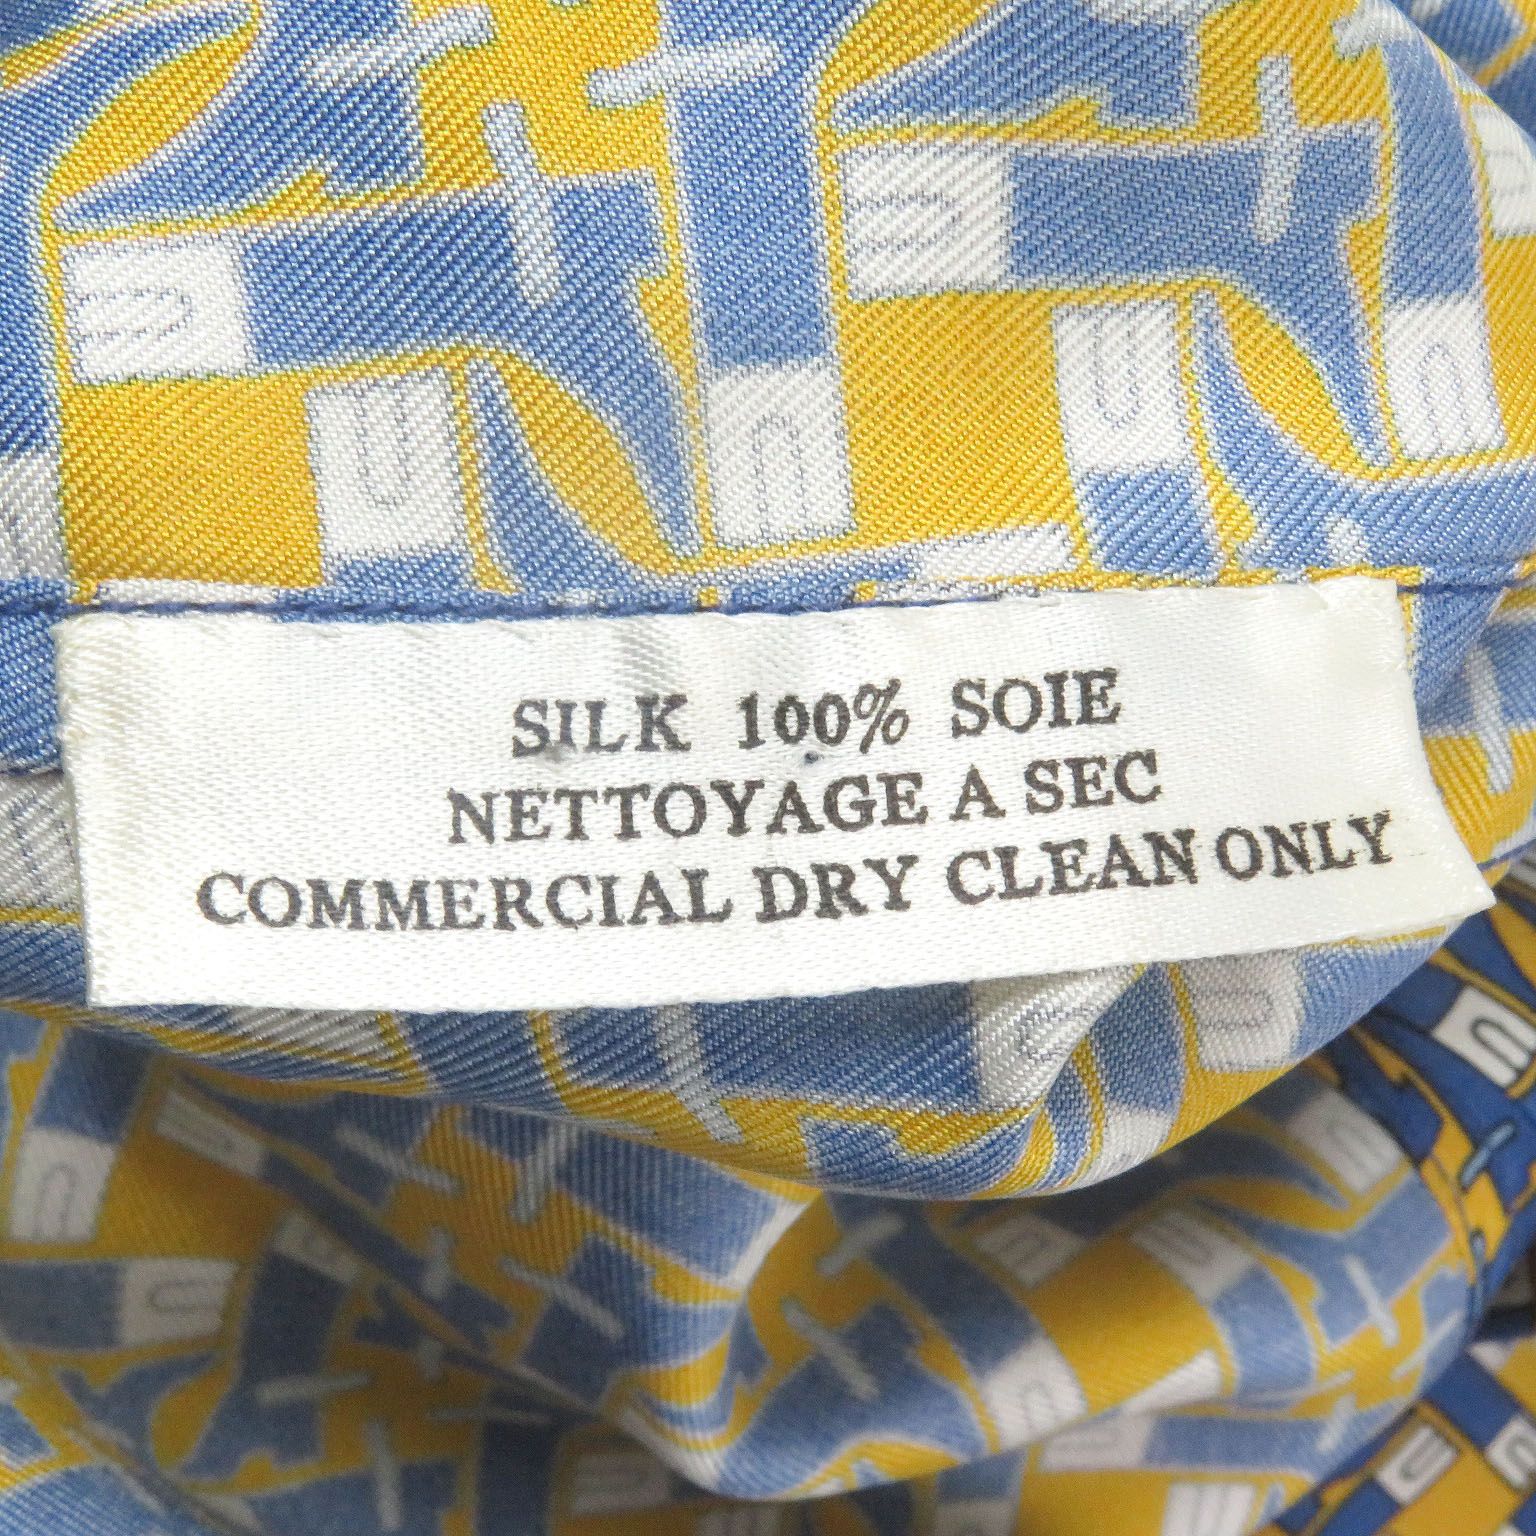 SILK 100% SOIE
NETTOYAGE A SEC
COMMERCIAL DRY CLEAN ONLY